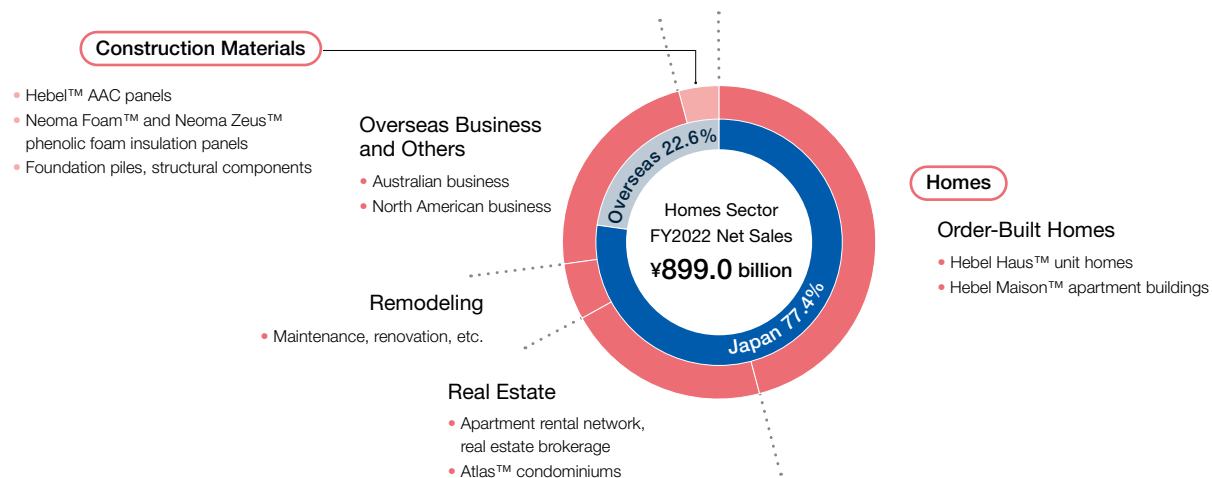 Construction Materials
• Hebel™ AAC panels
• Neoma Foam™ and Neoma Zeus™
phenolic foam insulation panels
• Foundation piles, structural components
Overseas Business
and Others
• Australian business
• North American business
Remodeling
• Maintenance, renovation, etc.
Real Estate
• Apartment rental network,
real estate brokerage
• Atlas™ condominiums
Overseas 22.6%
Homes Sector
FY2022 Net Sales
¥899.0 billion
Japan 77.4%
Homes
Order-Built Homes
• Hebel Haus™ unit homes
• Hebel Maison™ apartment buildings